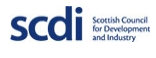 scdi
Scottish Council
for Development
and Industry